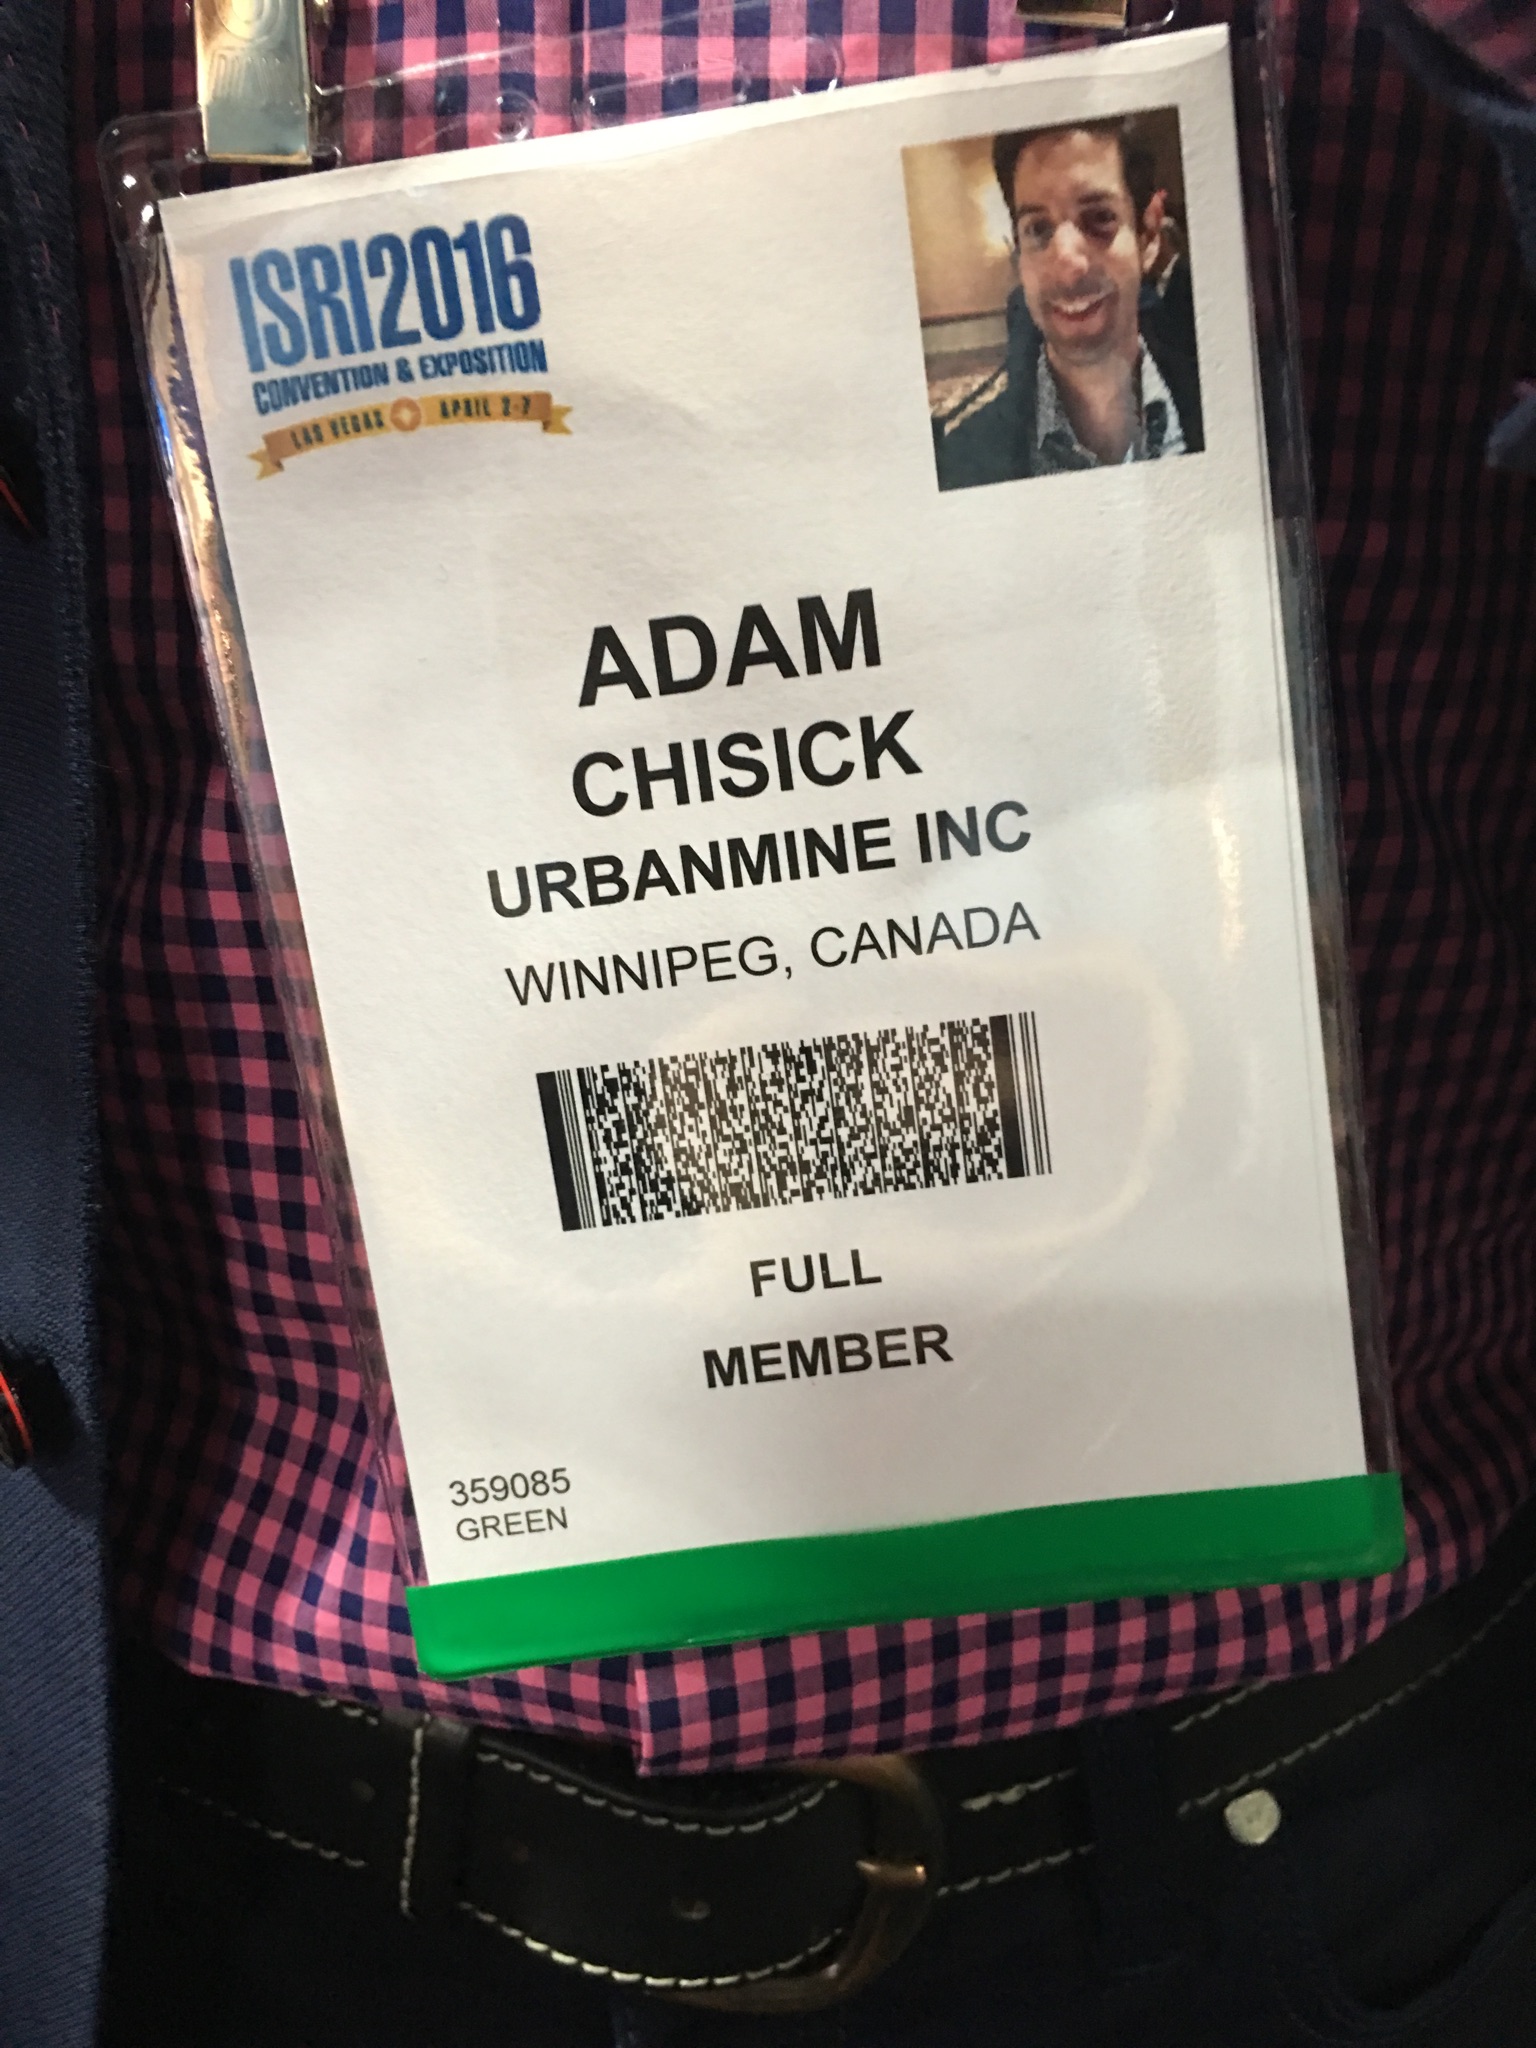 ISRI2016
CONVENTION & EXPOSITION
LAS VEGAS APRIL 2-7
ADAM
CHISICK
URBANMINE INC
WINNIPEG, CANADA
FULL
MEMBER
359085
GREEN